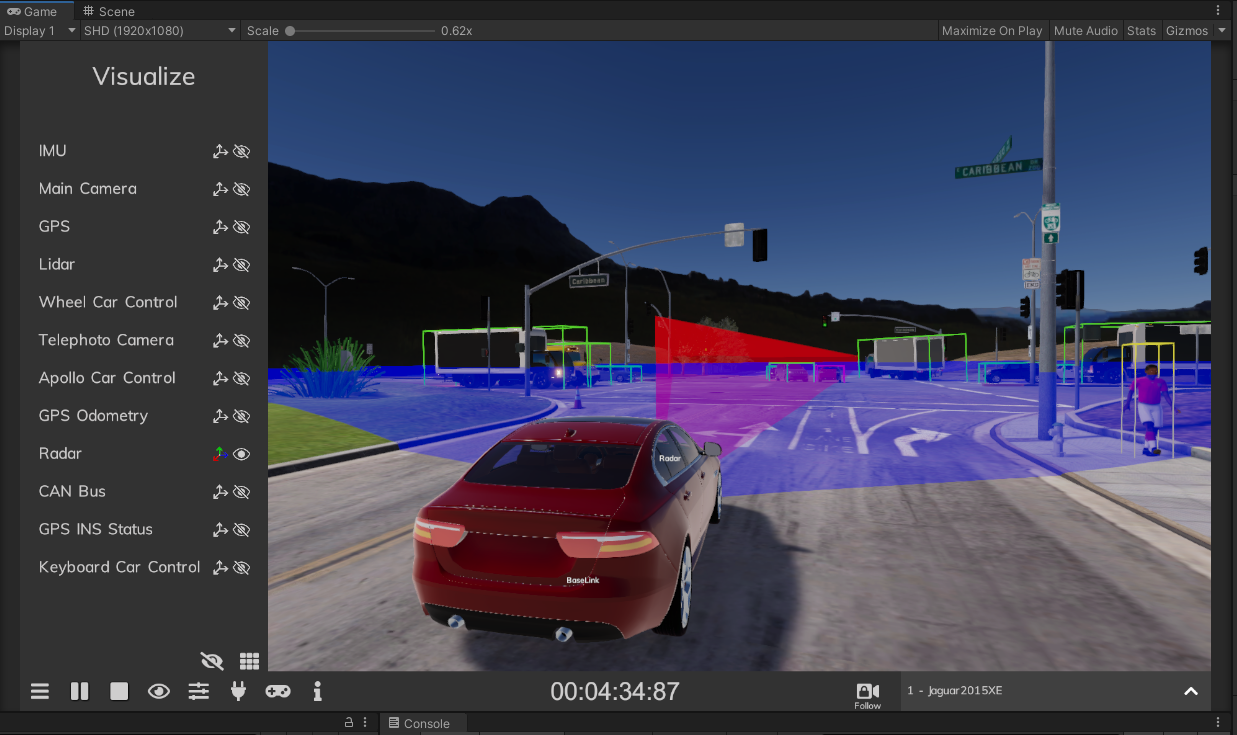 Game
Scene
Display 1
SHD (1920x1080)
Scale
0.62x
Maximize On Play
Mute Audio
Stats
Gizmos
Visualize
IMU
Main Camera
GPS
Lidar
Wheel Car Control
Telephoto Camera
Apollo Car Control
GPS Odometry
Radar
CAN Bus
GPS INS Status
Keyboard Car Control
CARIBBEAN
Caribbean
Radar
BaseLink
00:04:34:87
Follow
1 - Jaguar2015XE
Console